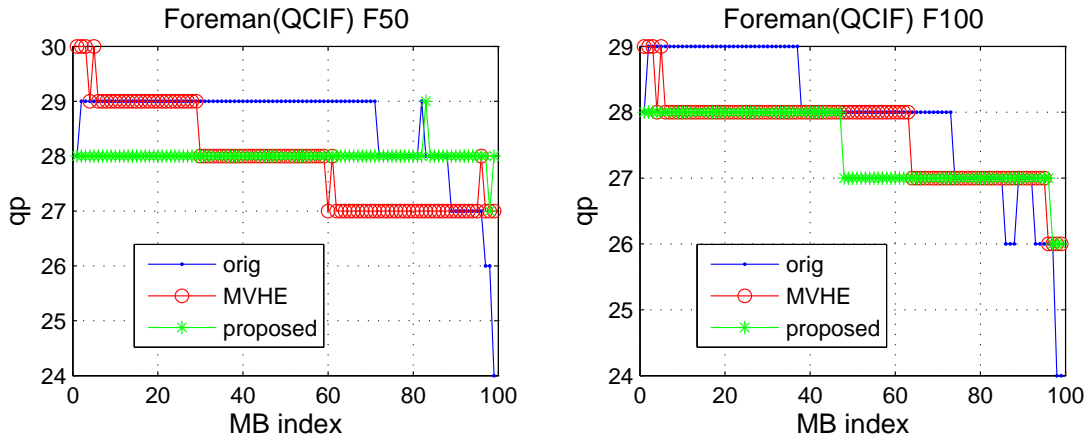 Foreman(QCIF) F50
30
29
28
27
26
25
24
qp
0 20 40 60 80 100
MB index
orig
MVHE
proposed
Foreman(QCIF) F100
29
28
27
26
25
24
qp
0 20 40 60 80 100
MB index
orig
MVHE
proposed